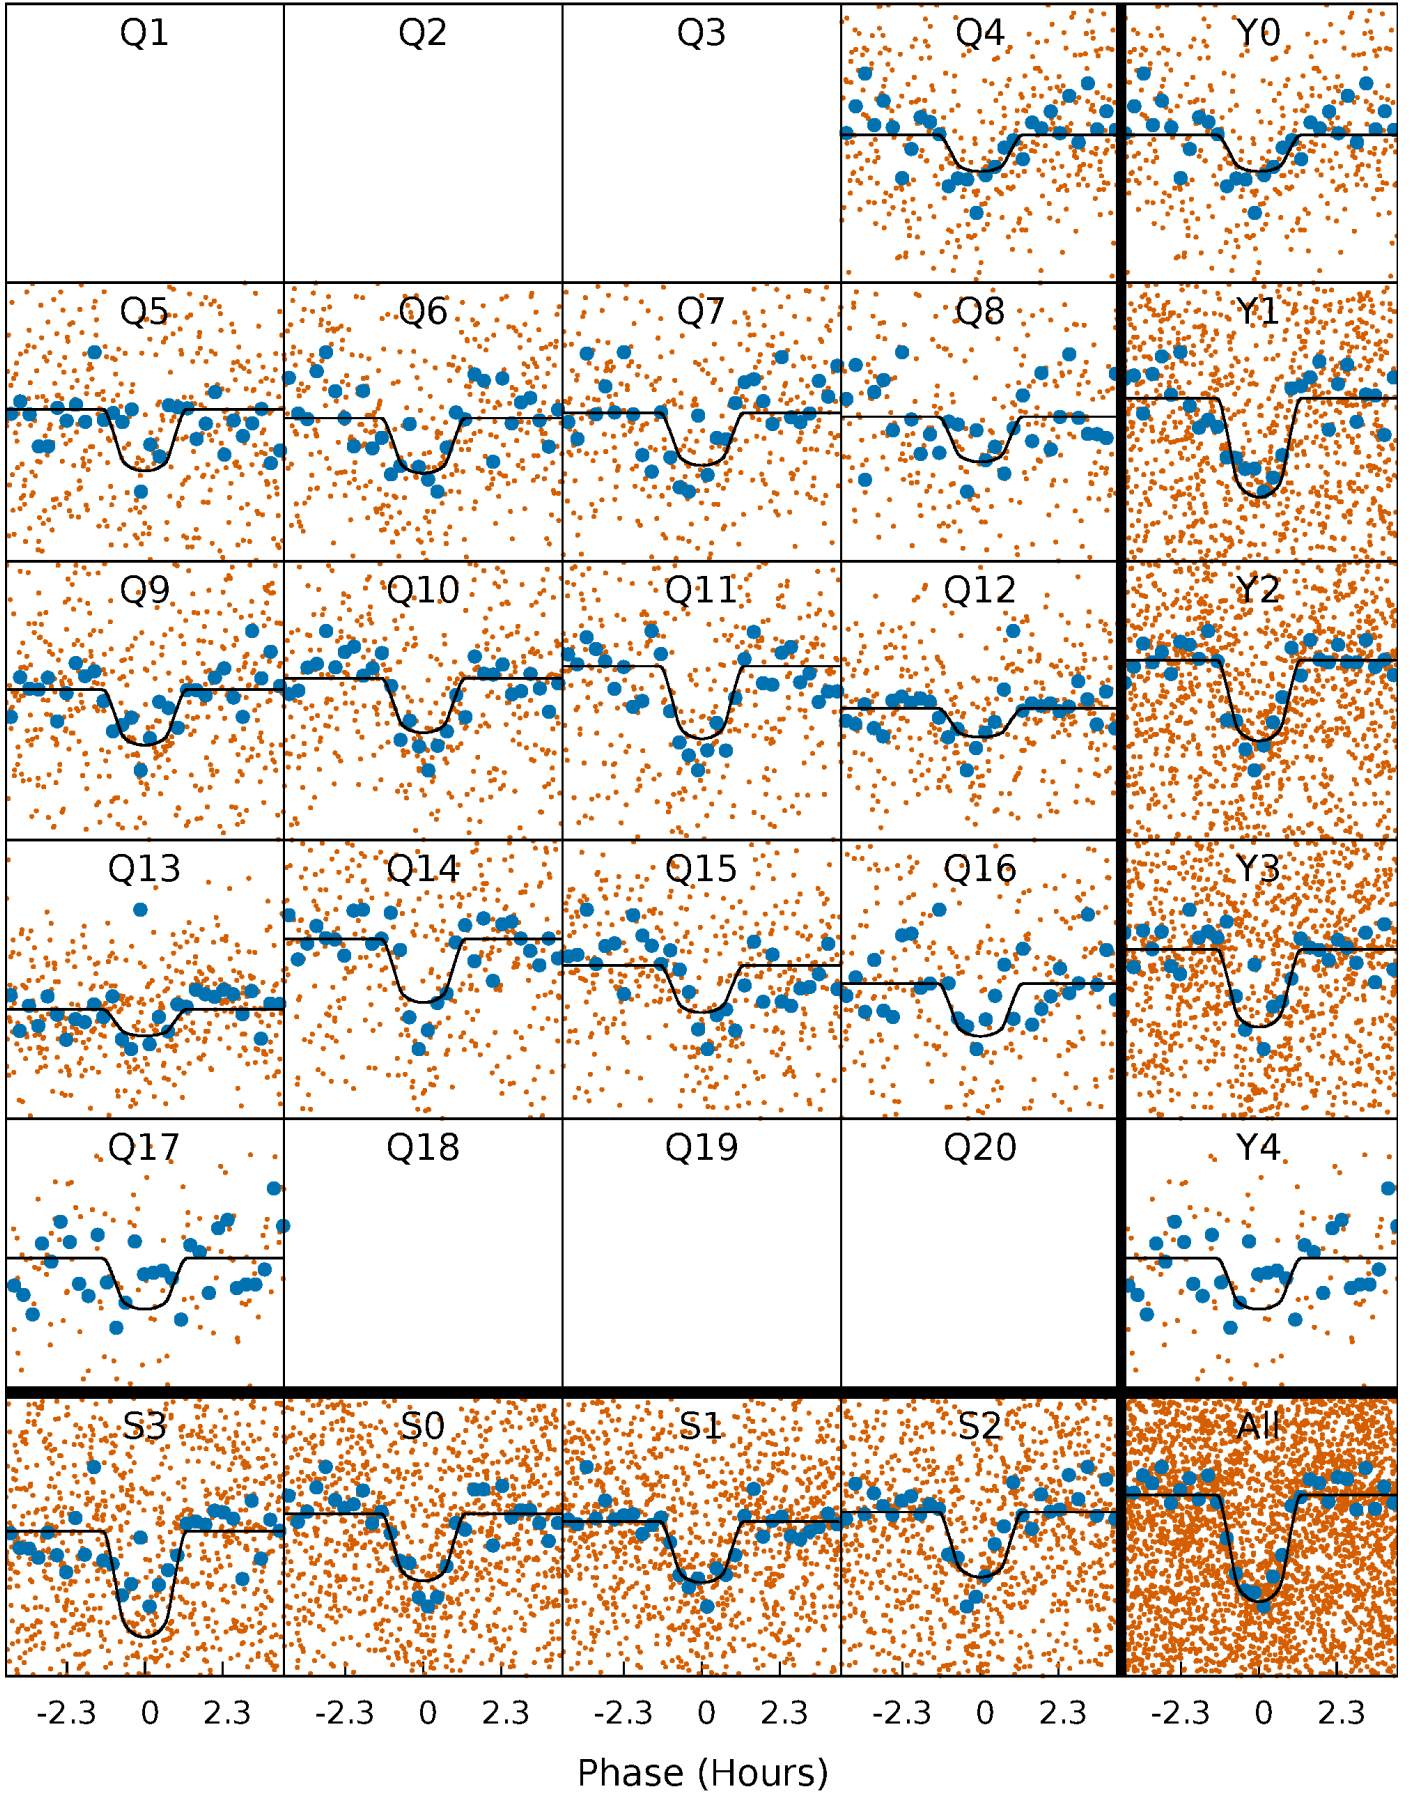 Q1 Q2 Q3 Q4 Y0
Q5 Q6 Q7 Q8 Y1
Q9 Q10 Q11 Q12 Y2
Q13 Q14 Q15 Q16 Y3
Q17 Q18 Q19 Q20 Y4
S3 S0 S1 S2 All
-2.3 0 2.3 -2.3 0 2.3 -2.3 0 2.3 -2.3 0 2.3 -2.3 0 2.3
Phase (Hours)